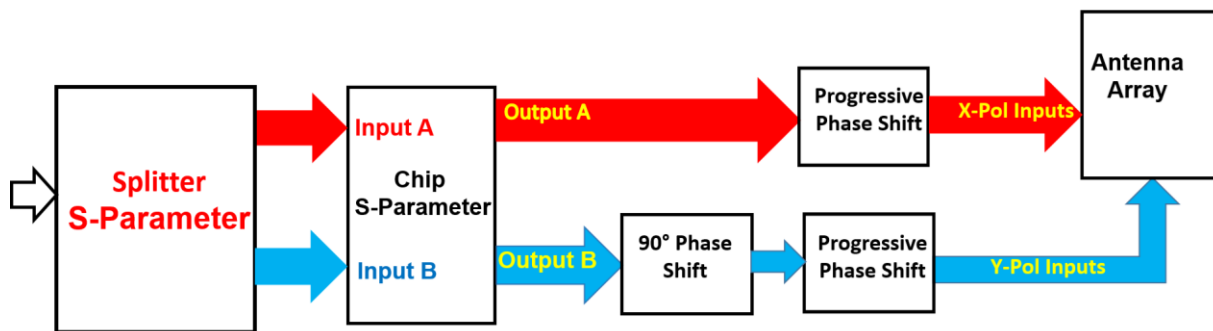 Splitter
S-Parameter
Input A
Chip
S-Parameter
Input B
Output A
Output B
90° Phase
Shift
Progressive
Phase Shift
X-Pol Inputs
Progressive
Phase Shift
Y-Pol Inputs
Antenna
Array